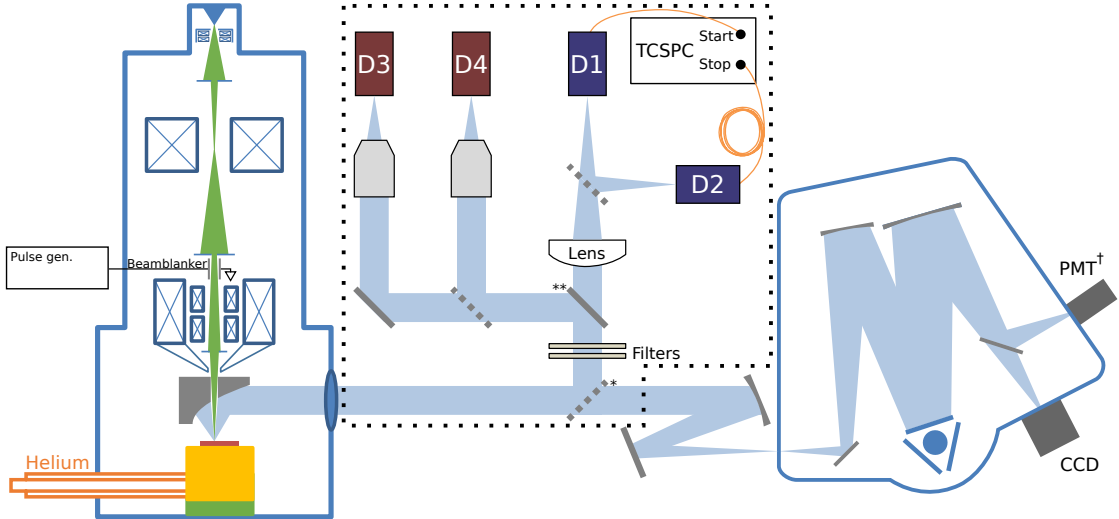 Start
D3
D4
D1
TCSPC
Stop
D2
Pulse gen.
Beamblanker
Lens
PMT†
**
Filters
*
Helium
CCD